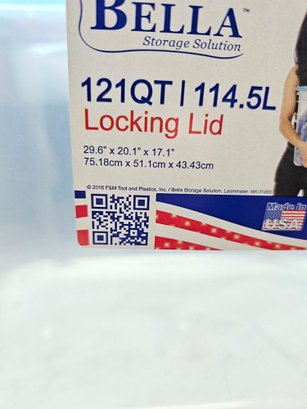 BELLA™
Storage Solution
121QT | 114.5L
Locking Lid
29.6" x 20.1" x 17.1"
75.18cm x 51.1cm x 43.43cm
© 2016 F&M Tool and Plastics, Inc. / Bella Storage Solution, Leominster, MA 01453
Made In
USA